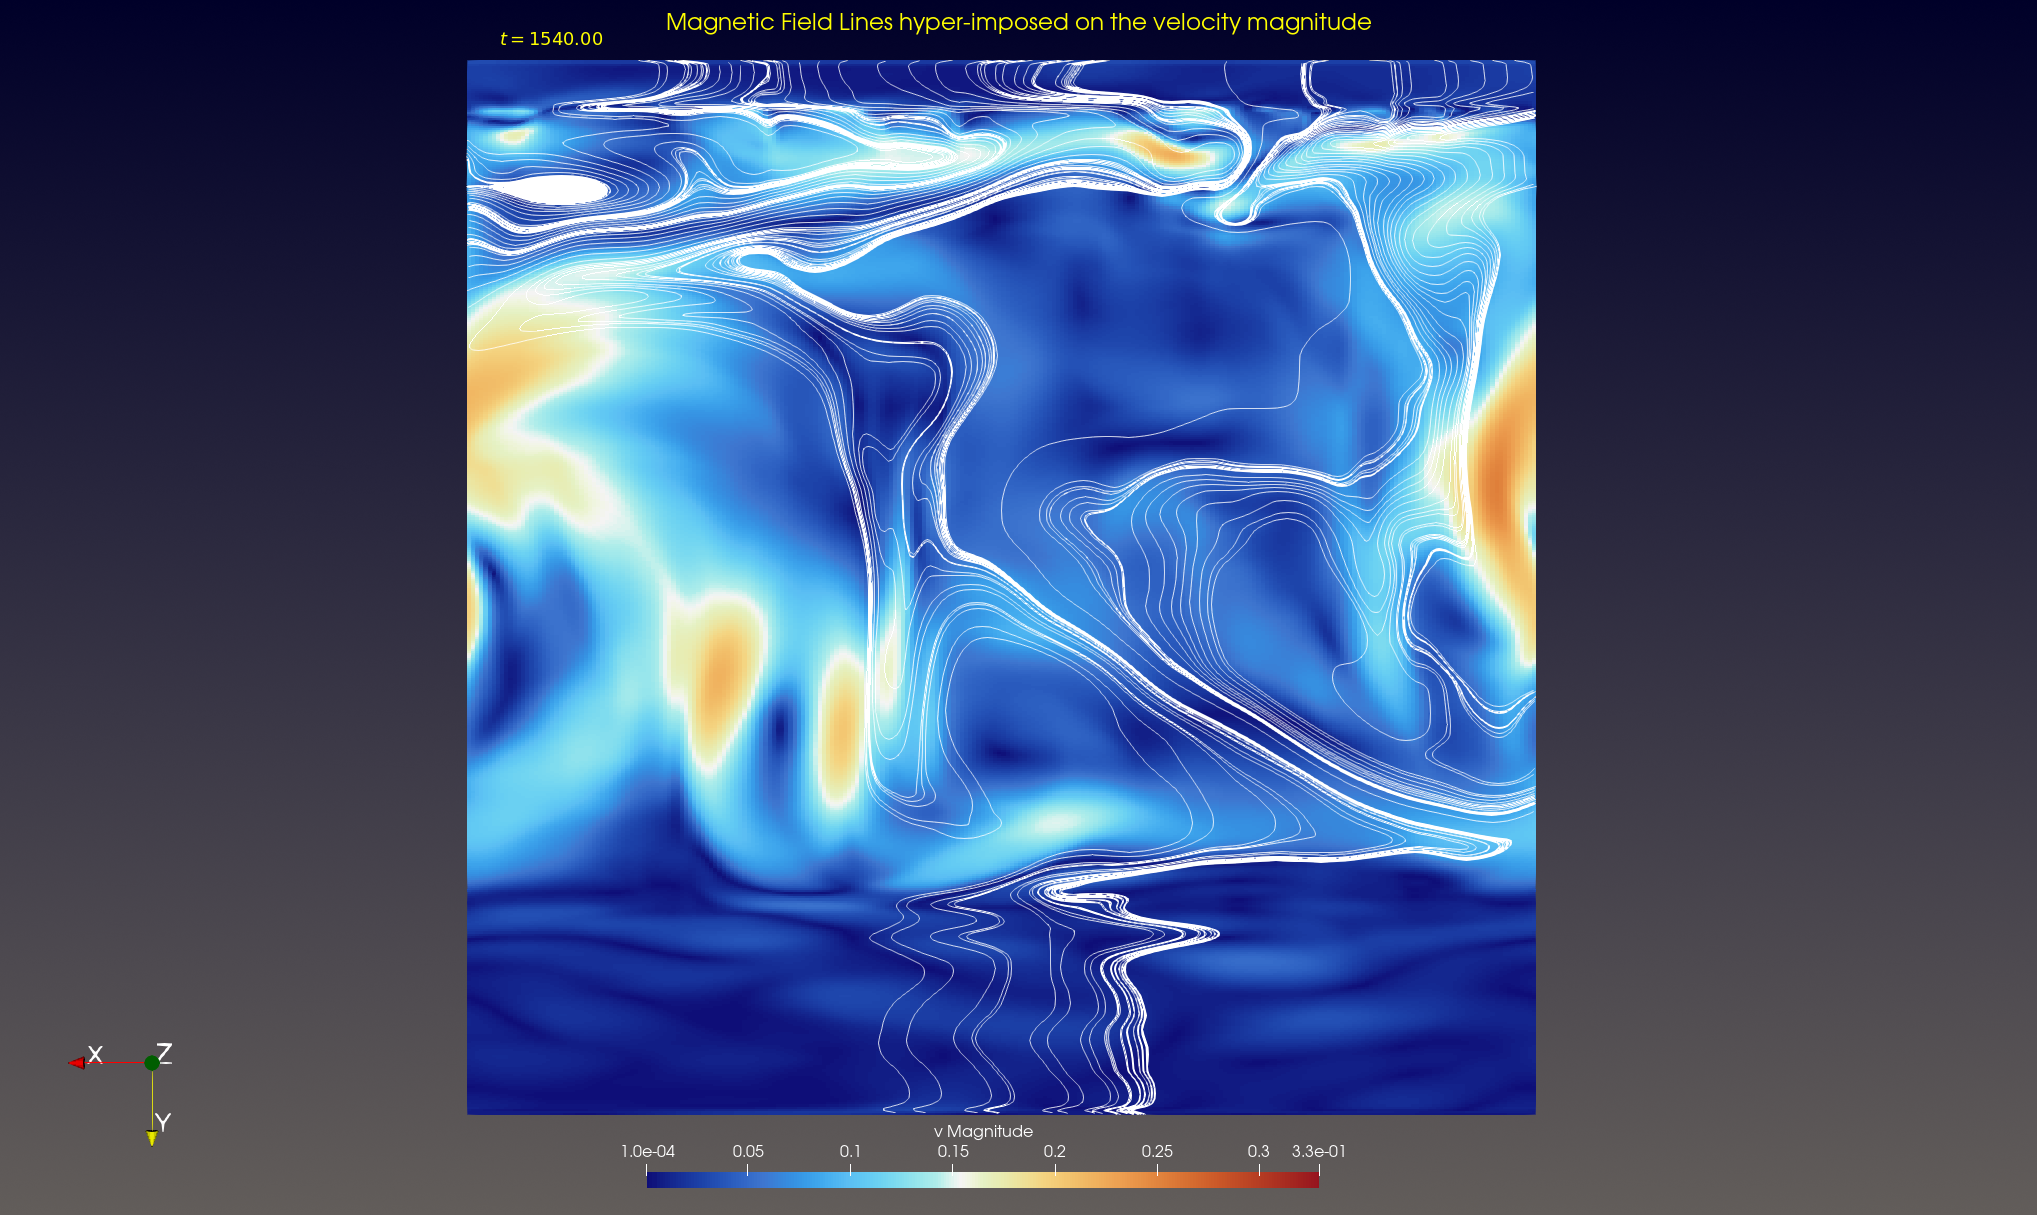 Magnetic Field Lines hyper-imposed on the velocity magnitude
t = 1540.00
X
Z
Y
v Magnitude
1.0e-04 0.05 0.1 0.15 0.2 0.25 0.3 3.3e-01